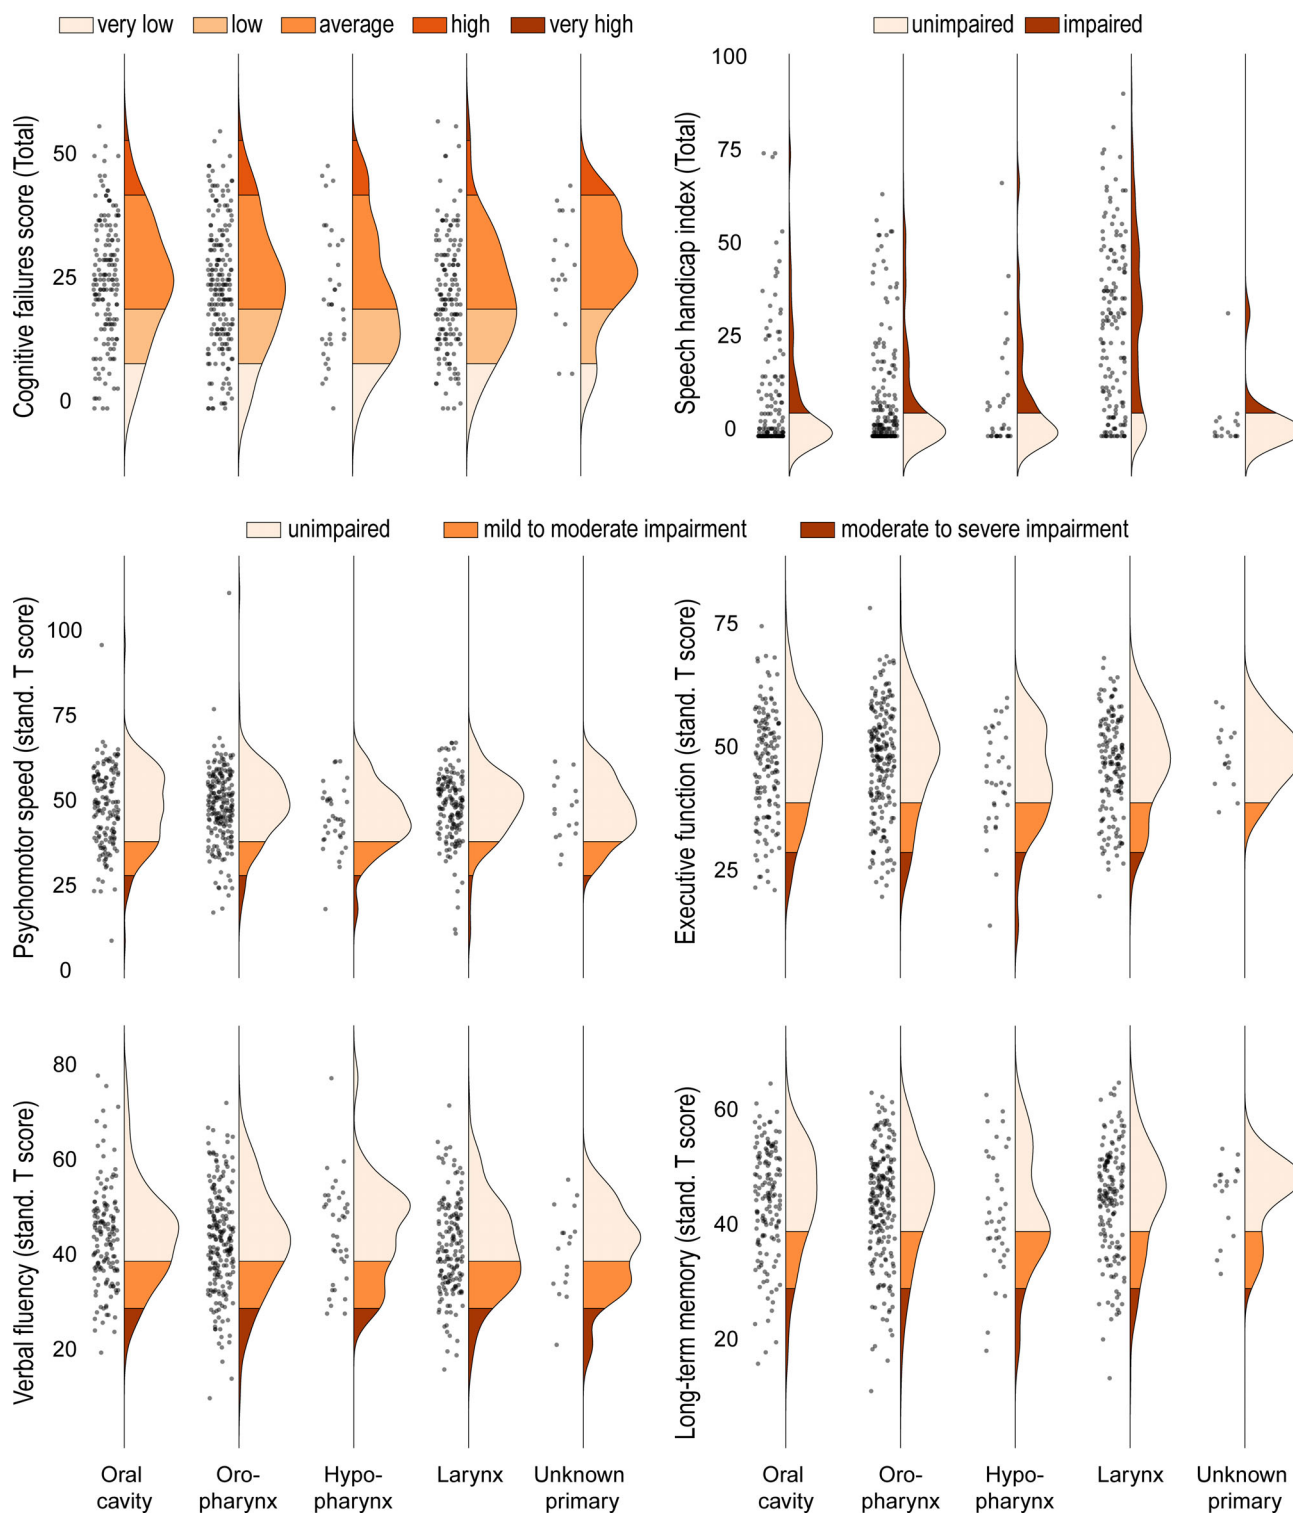 very low low average high very high
unimpaired impaired
Cognitive failures score (Total)
50
25
0
Speech handicap index (Total)
100
75
50
25
0
unimpaired mild to moderate impairment moderate to severe impairment
Psychomotor speed (stand. T score)
100
75
50
25
0
Executive function (stand. T score)
75
50
25
Verbal fluency (stand. T score)
80
60
40
20
Long-term memory (stand. T score)
60
40
20
Oral
cavity
Oro-
pharynx
Hypo-
pharynx
Larynx
Unknown
primary
Oral
cavity
Oro-
pharynx
Hypo-
pharynx
Larynx
Unknown
primary